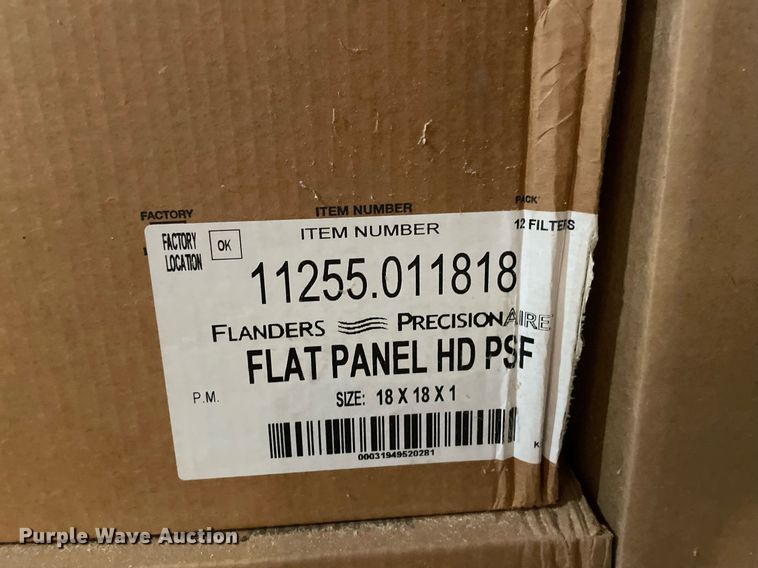 FACTORY
ITEM NUMBER
PACK
FACTORY LOCATION
OK
ITEM NUMBER
12 FILTERS
11255.011818
FLANDERS PRECISIONAIRE
FLAT PANEL HD PSF
P.M.
SIZE: 18 X 18 X 1
00031949520281
K
Purple Wave Auction